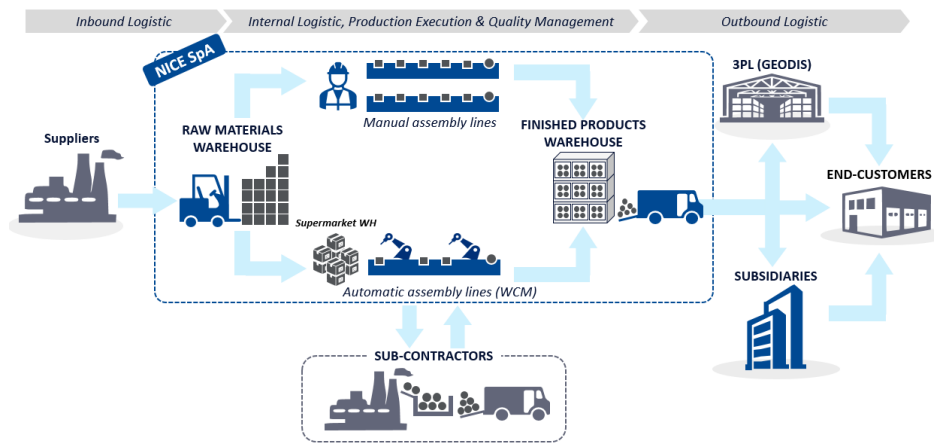 Inbound Logistic
Internal Logistic, Production Execution & Quality Management
Outbound Logistic
NICE SpA
3PL (GEODIS)
Suppliers
RAW MATERIALS
WAREHOUSE
Manual assembly lines
FINISHED PRODUCTS
WAREHOUSE
END-CUSTOMERS
Supermarket WH
Automatic assembly lines (WCM)
SUBSIDIARIES
SUB-CONTRACTORS